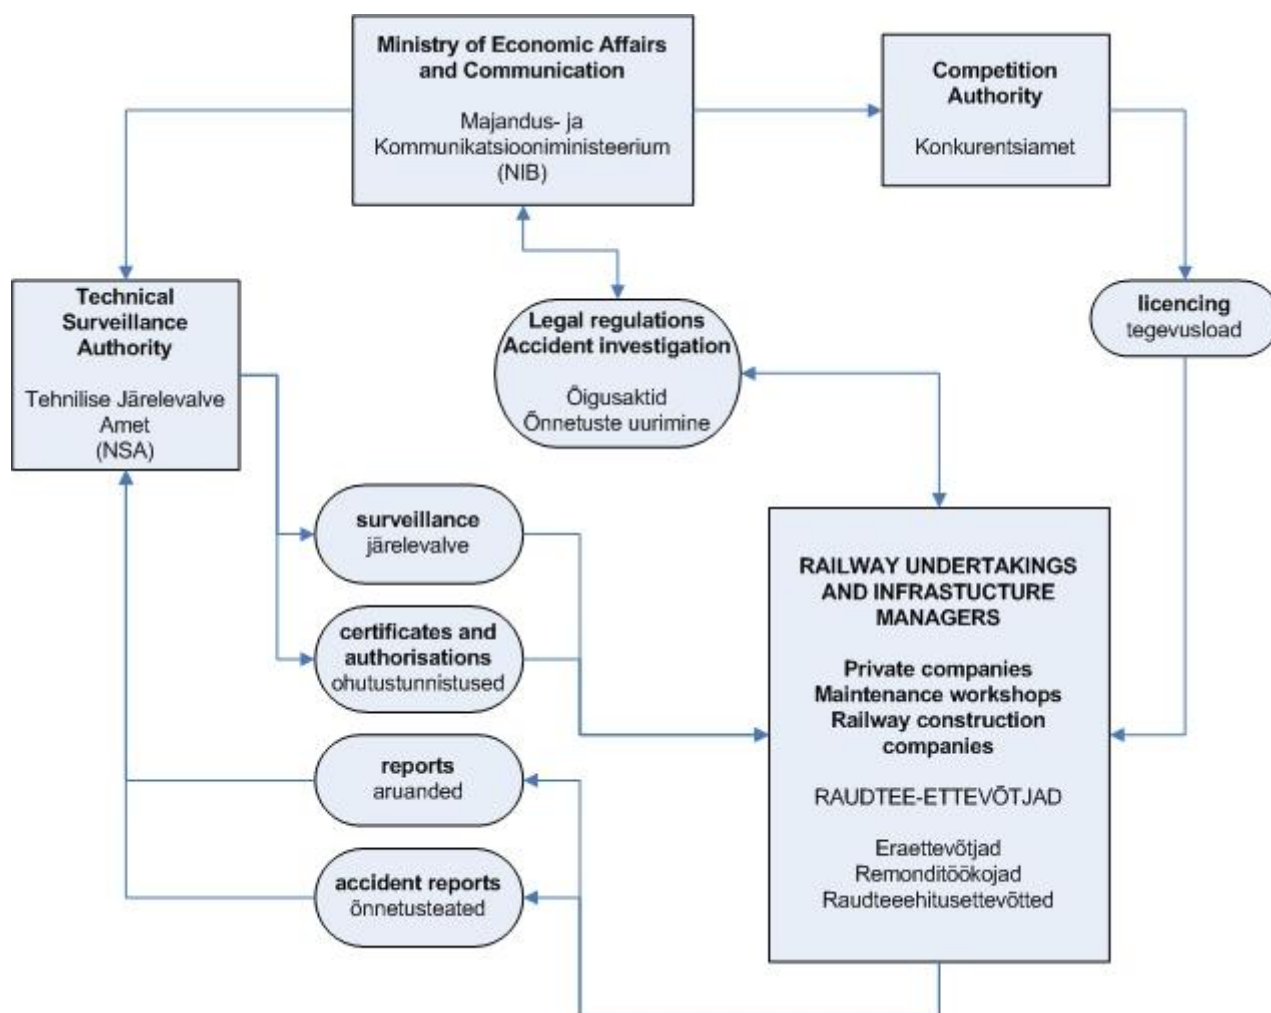 Ministry of Economic Affairs
and Communication
Majandus- ja
Kommunikatsiooniministeerium
(NIB)
Competition
Authority
Konkurentsiamet
Technical
Surveillance
Authority
Tehnilise Järelevalve
Amet
(NSA)
Legal regulations
Accident investigation
Õigusaktid
Õnnetuste uurimine
licencing
tegevusload
surveillance
järelevalve
certificates and
authorisations
ohutustunnistused
reports
aruanded
accident reports
õnnetusteated
RAILWAY UNDERTAKINGS
AND INFRASTUCTURE
MANAGERS
Private companies
Maintenance workshops
Railway construction
companies
RAUDTEE-ETTEVÕTJAD
Eraettevõtjad
Remonditöökojad
Raudteeehitusettevõtted